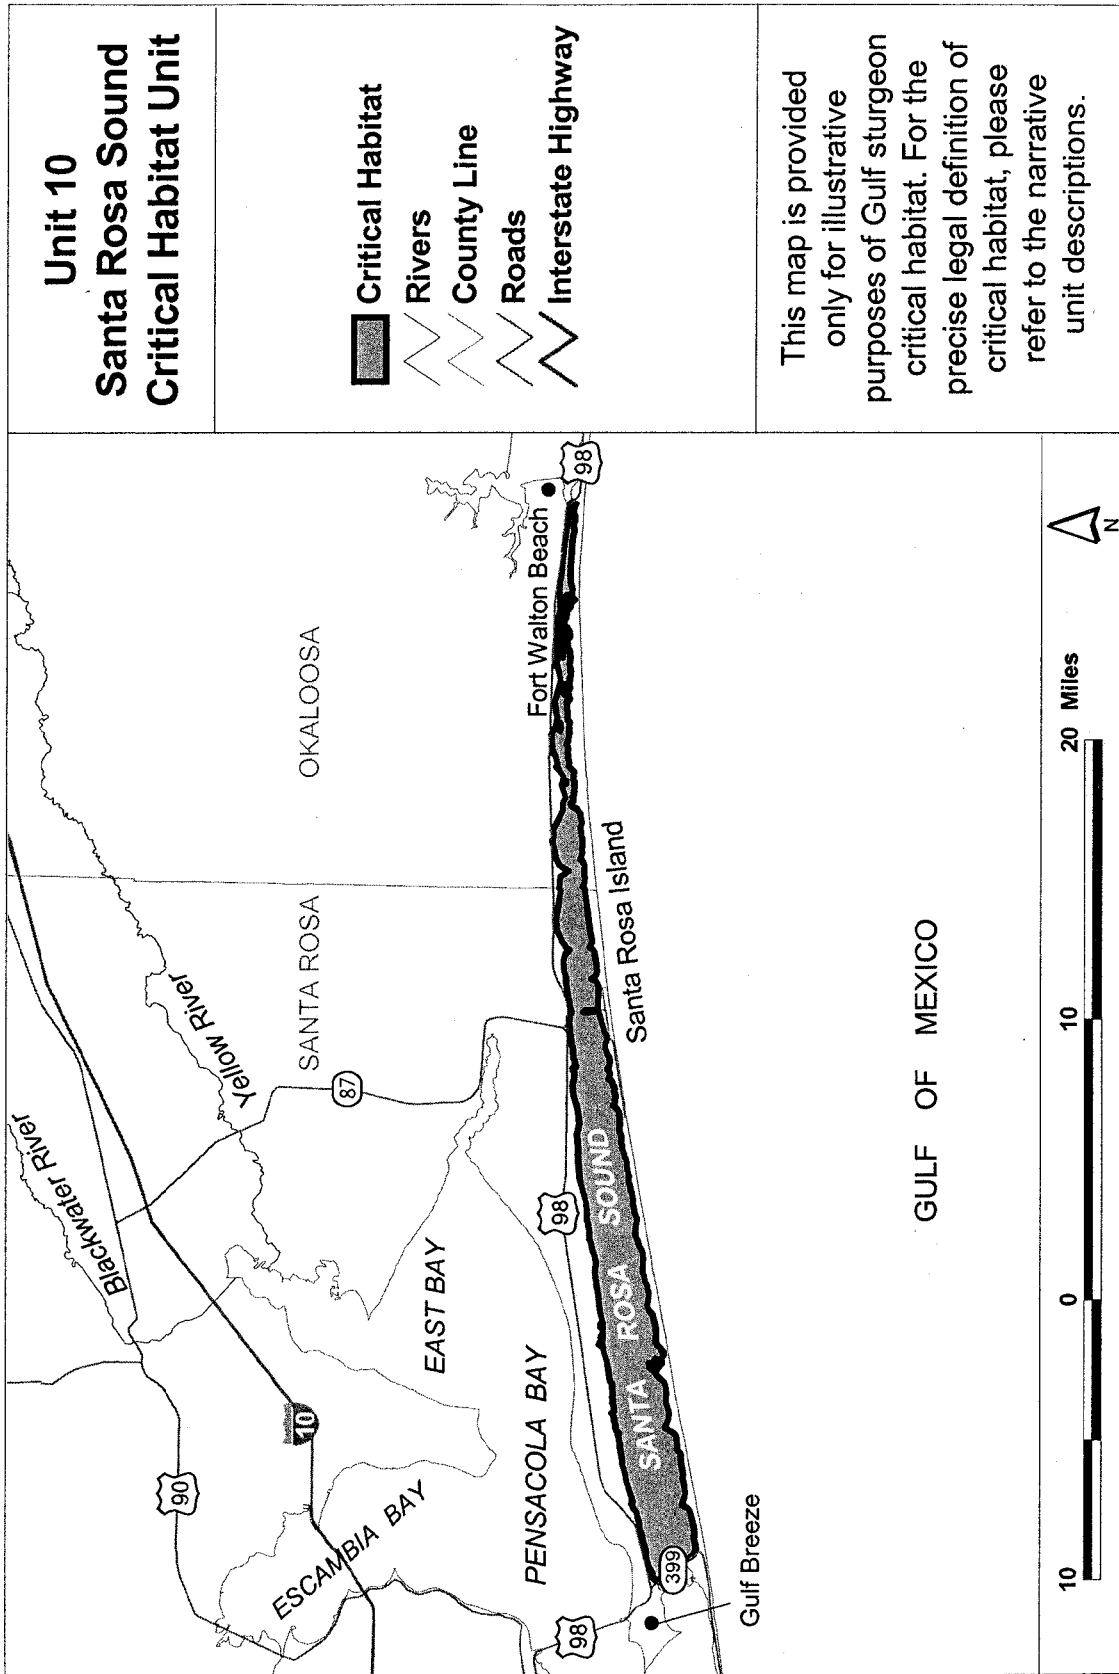 Unit 10
Santa Rosa Sound
Critical Habitat Unit
Critical Habitat
Rivers
County Line
Roads
Interstate Highway
This map is provided
only for illustrative
purposes of Gulf sturgeon
critical habitat. For the
precise legal definition of
critical habitat, please
refer to the narrative
unit descriptions.
Blackwater River
Yellow River
90
10
87
SANTA ROSA
OKALOOSA
ESCAMBIA BAY
EAST BAY
PENSACOLA BAY
98
98
98
Fort Walton Beach
SANTA ROSA SOUND
399
Gulf Breeze
Santa Rosa Island
GULF OF MEXICO
10 0 10 20 Miles
N